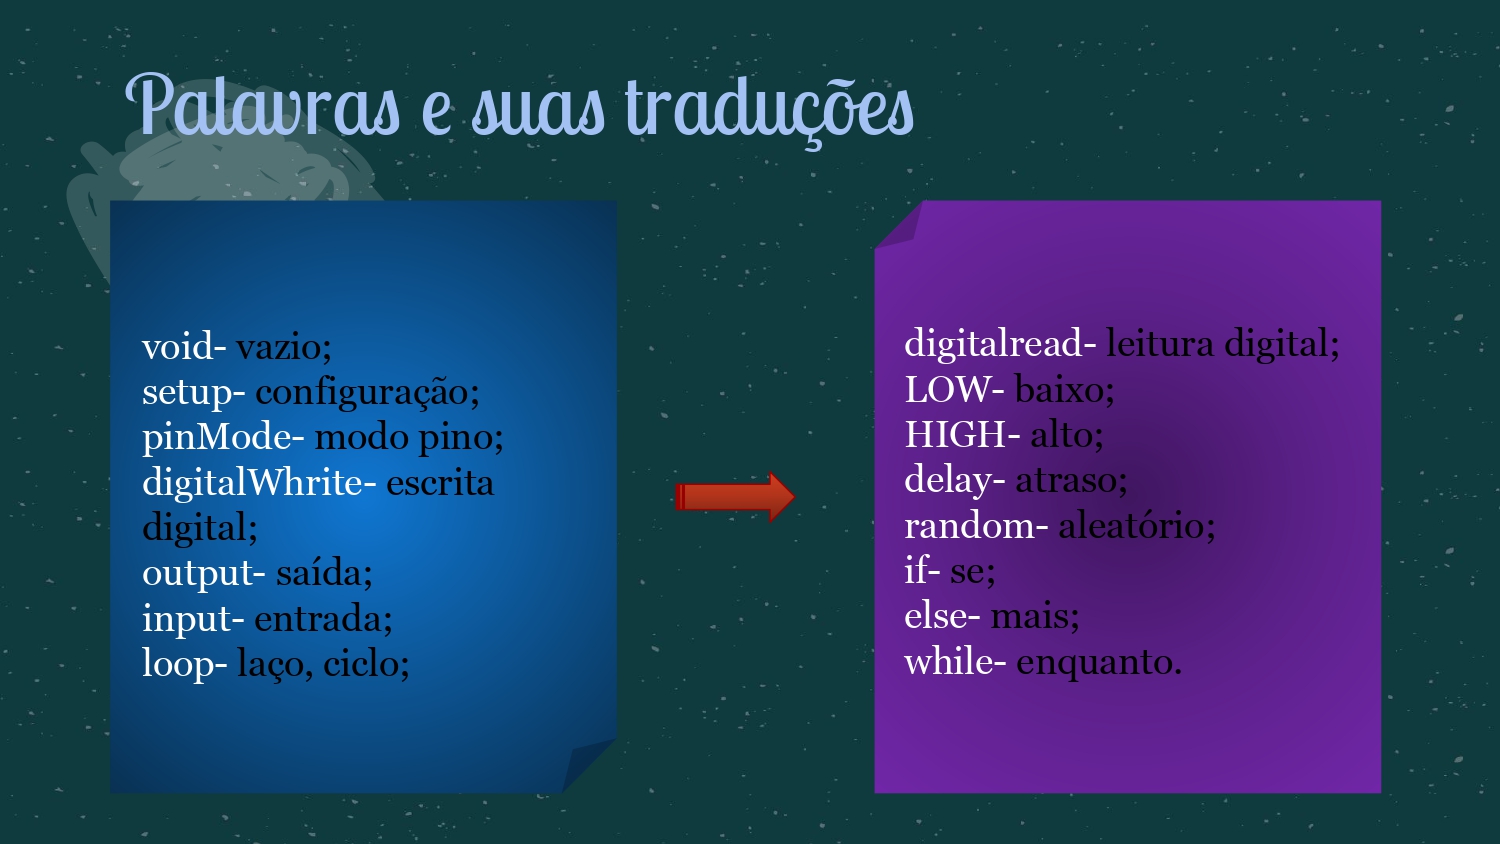 Palavras e suas traduções
void- vazio;
setup- configuração;
pinMode- modo pino;
digitalWhrite- escrita
digital;
output- saída;
input- entrada;
loop- laço, ciclo;
digitalread- leitura digital;
LOW- baixo;
HIGH- alto;
delay- atraso;
random- aleatório;
if- se;
else- mais;
while- enquanto.